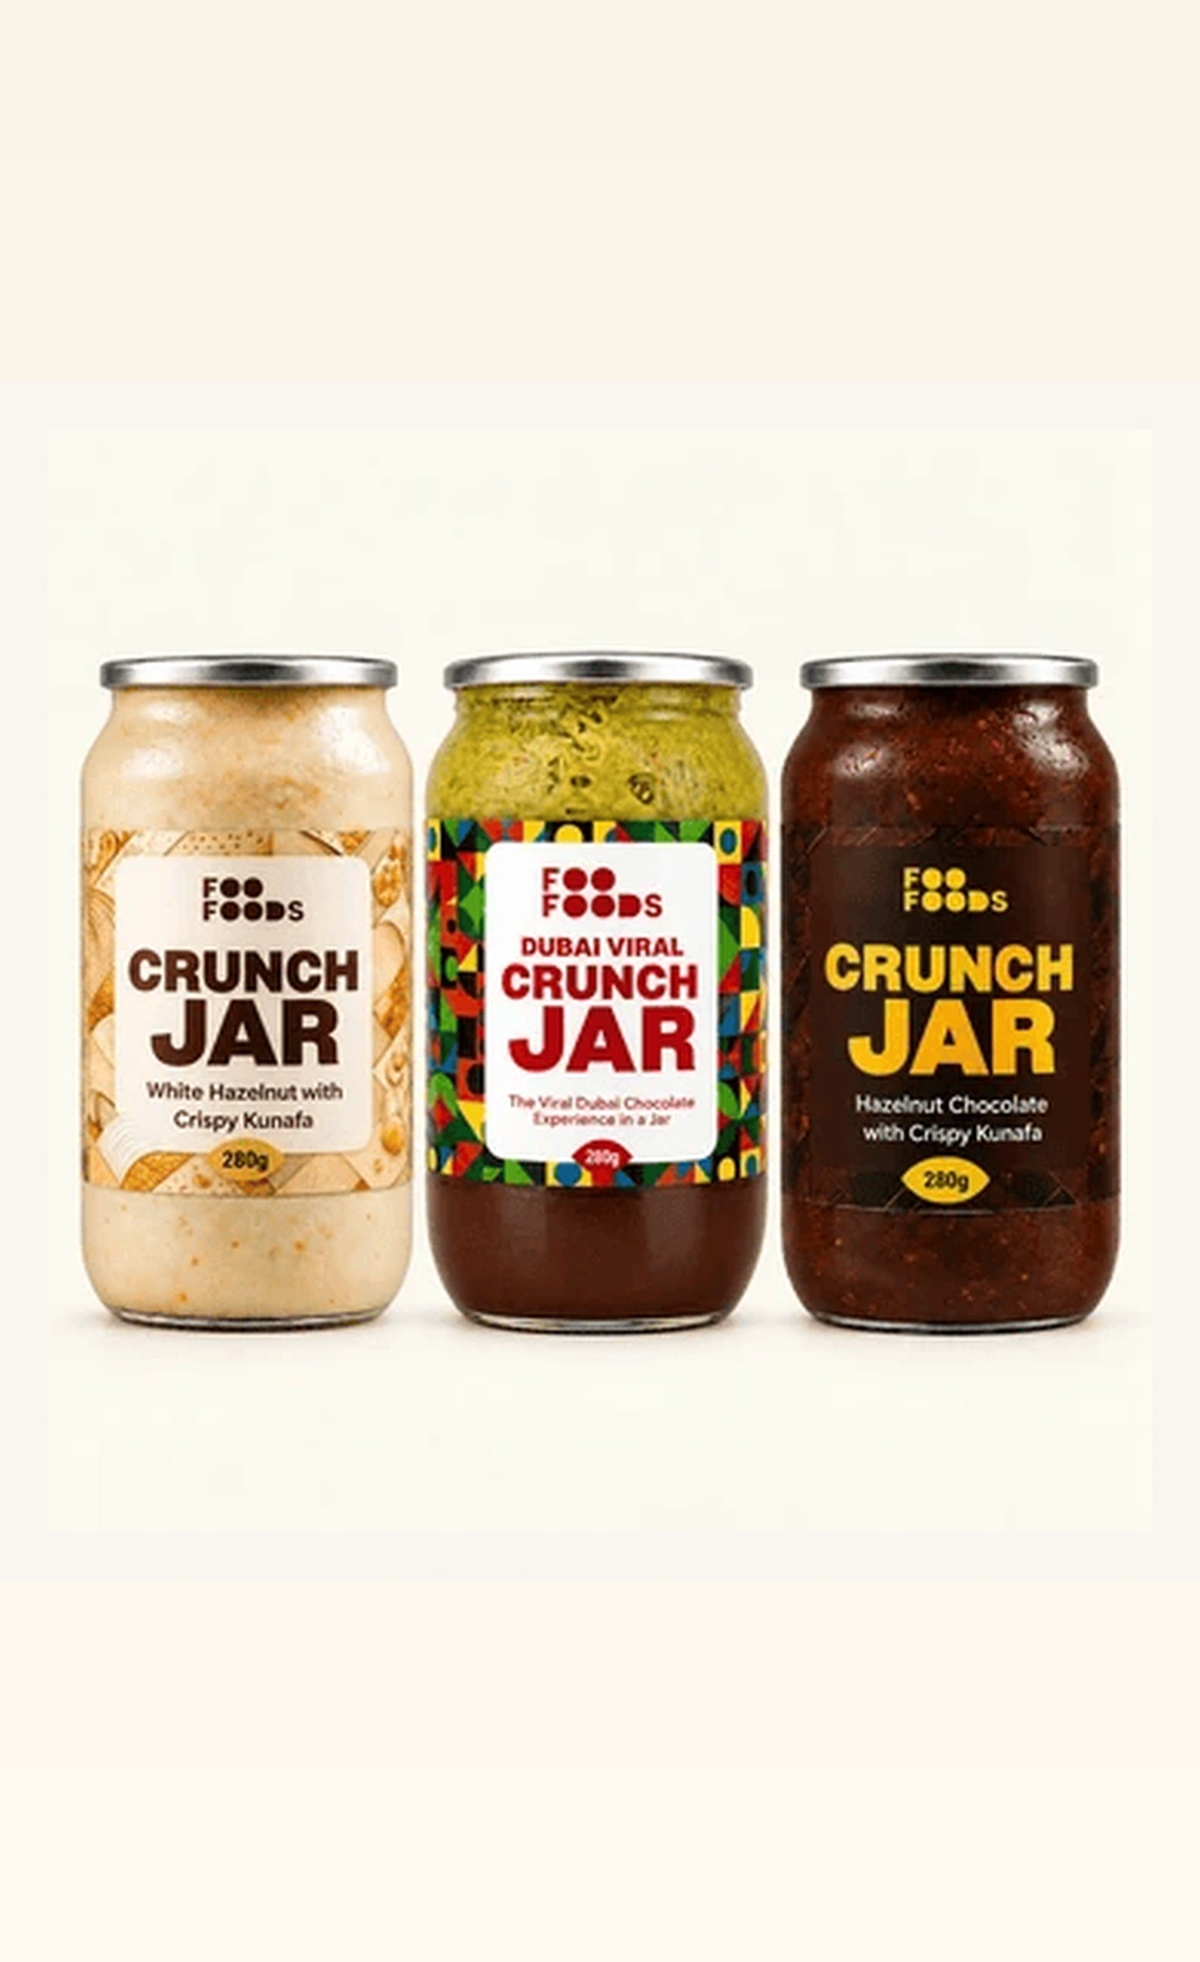 FOO
FOODS
CRUNCH
JAR
White Hazelnut with
Crispy Kunafa
280g
FOO
FOODS
DUBAI VIRAL
CRUNCH
JAR
The Viral Dubai Chocolate
Experience in a Jar
280g
FOO
FOODS
CRUNCH
JAR
Hazelnut Chocolate
with Crispy Kunafa
280g